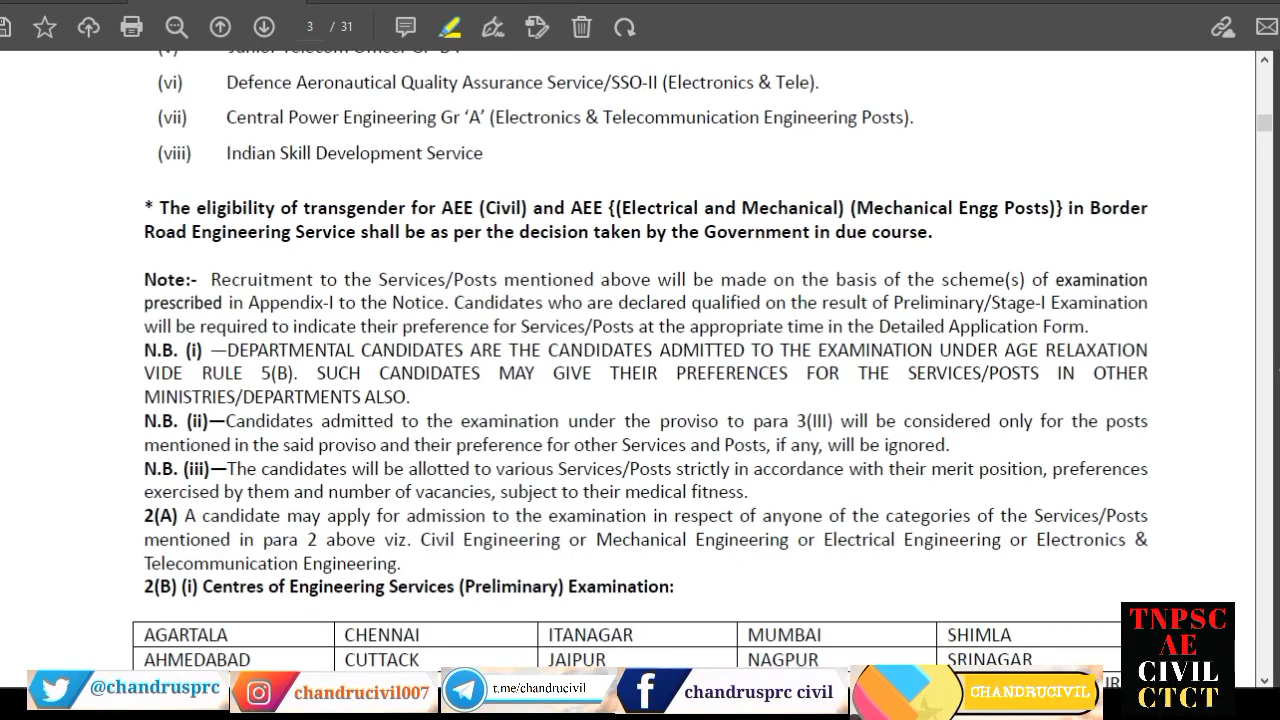 3 / 31
(vi) Defence Aeronautical Quality Assurance Service/SSO-II (Electronics & Tele).
(vii) Central Power Engineering Gr ‘A’ (Electronics & Telecommunication Engineering Posts).
(viii) Indian Skill Development Service
* The eligibility of transgender for AEE (Civil) and AEE {(Electrical and Mechanical) (Mechanical Engg Posts)} in Border
Road Engineering Service shall be as per the decision taken by the Government in due course.
Note:- Recruitment to the Services/Posts mentioned above will be made on the basis of the scheme(s) of examination
prescribed in Appendix-I to the Notice. Candidates who are declared qualified on the result of Preliminary/Stage-I Examination
will be required to indicate their preference for Services/Posts at the appropriate time in the Detailed Application Form.
N.B. (i) —DEPARTMENTAL CANDIDATES ARE THE CANDIDATES ADMITTED TO THE EXAMINATION UNDER AGE RELAXATION
VIDE RULE 5(B). SUCH CANDIDATES MAY GIVE THEIR PREFERENCES FOR THE SERVICES/POSTS IN OTHER
MINISTRIES/DEPARTMENTS ALSO.
N.B. (ii)—Candidates admitted to the examination under the proviso to para 3(III) will be considered only for the posts
mentioned in the said proviso and their preference for other Services and Posts, if any, will be ignored.
N.B. (iii)—The candidates will be allotted to various Services/Posts strictly in accordance with their merit position, preferences
exercised by them and number of vacancies, subject to their medical fitness.
2(A) A candidate may apply for admission to the examination in respect of anyone of the categories of the Services/Posts
mentioned in para 2 above viz. Civil Engineering or Mechanical Engineering or Electrical Engineering or Electronics &
Telecommunication Engineering.
2(B) (i) Centres of Engineering Services (Preliminary) Examination:
AGARTALA CHENNAI ITANAGAR MUMBAI SHIMLA
AHMEDABAD CUTTACK JAIPUR NAGPUR SRINAGAR
@chandrusprc chandrucivil007 t.me/chandrucivil chandrusprc civil CHANDRUCIVIL
TNPSC
AE
CIVIL
CTCT